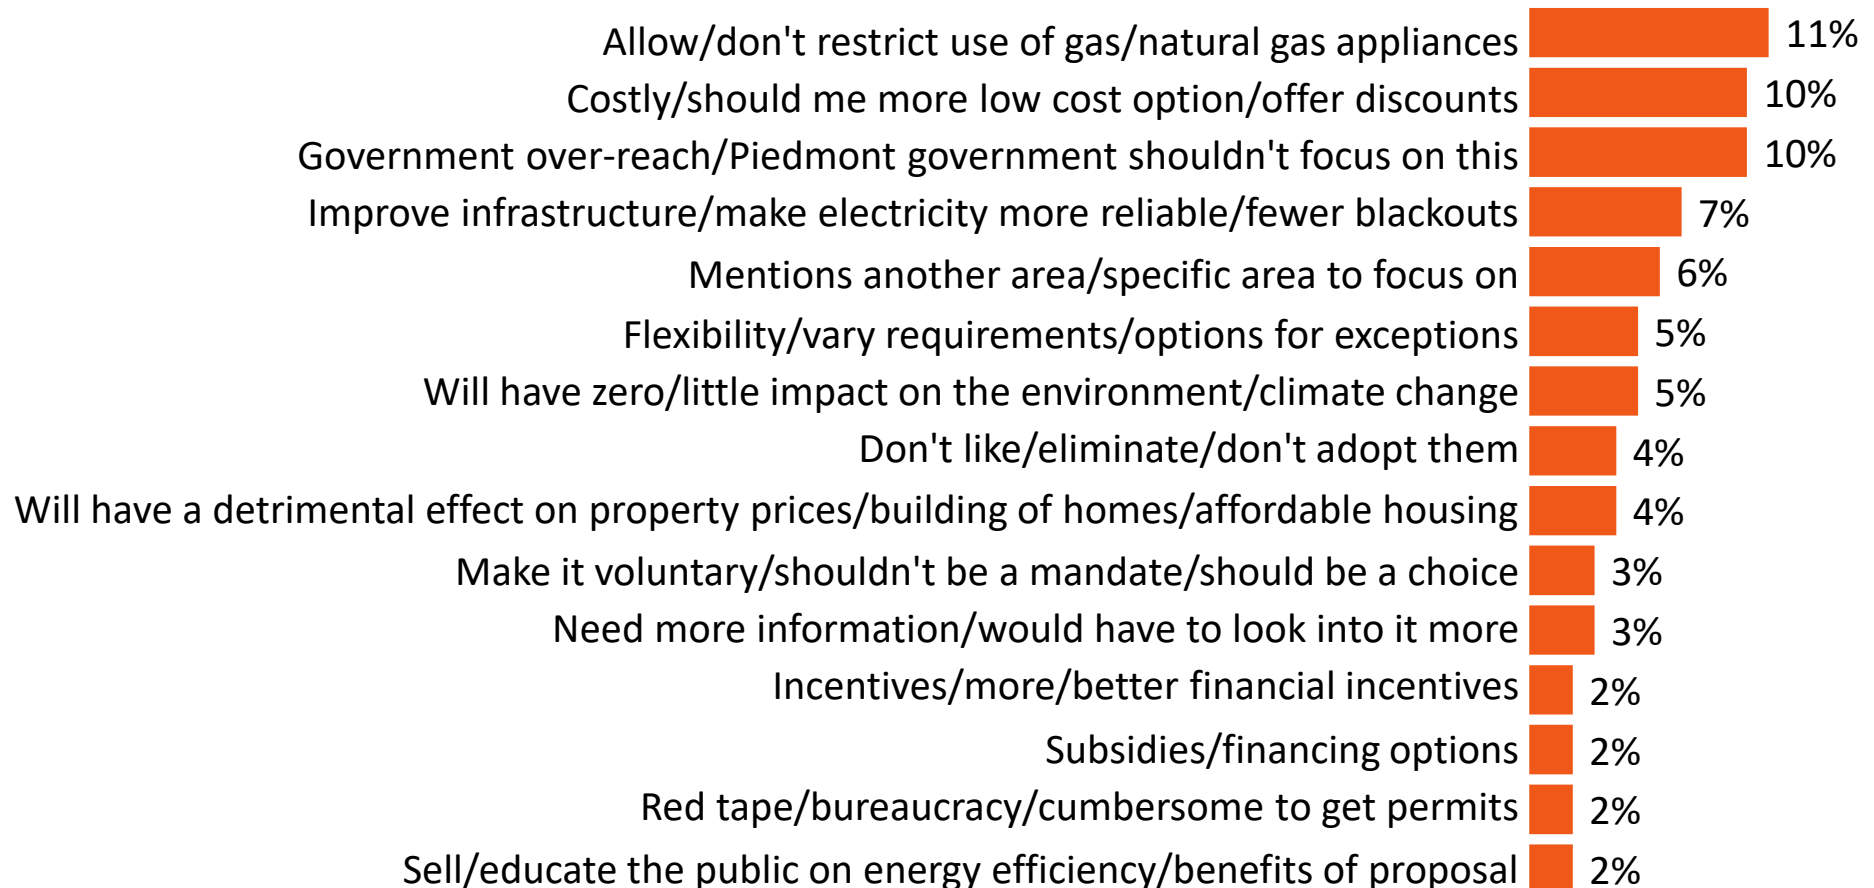 Allow/don't restrict use of gas/natural gas appliances 11%
Costly/should me more low cost option/offer discounts 10%
Government over-reach/Piedmont government shouldn't focus on this 10%
Improve infrastructure/make electricity more reliable/fewer blackouts 7%
Mentions another area/specific area to focus on 6%
Flexibility/vary requirements/options for exceptions 5%
Will have zero/little impact on the environment/climate change 5%
Don't like/eliminate/don't adopt them 4%
Will have a detrimental effect on property prices/building of homes/affordable housing 4%
Make it voluntary/shouldn't be a mandate/should be a choice 3%
Need more information/would have to look into it more 3%
Incentives/more/better financial incentives 2%
Subsidies/financing options 2%
Red tape/bureaucracy/cumbersome to get permits 2%
Sell/educate the public on energy efficiency/benefits of proposal 2%